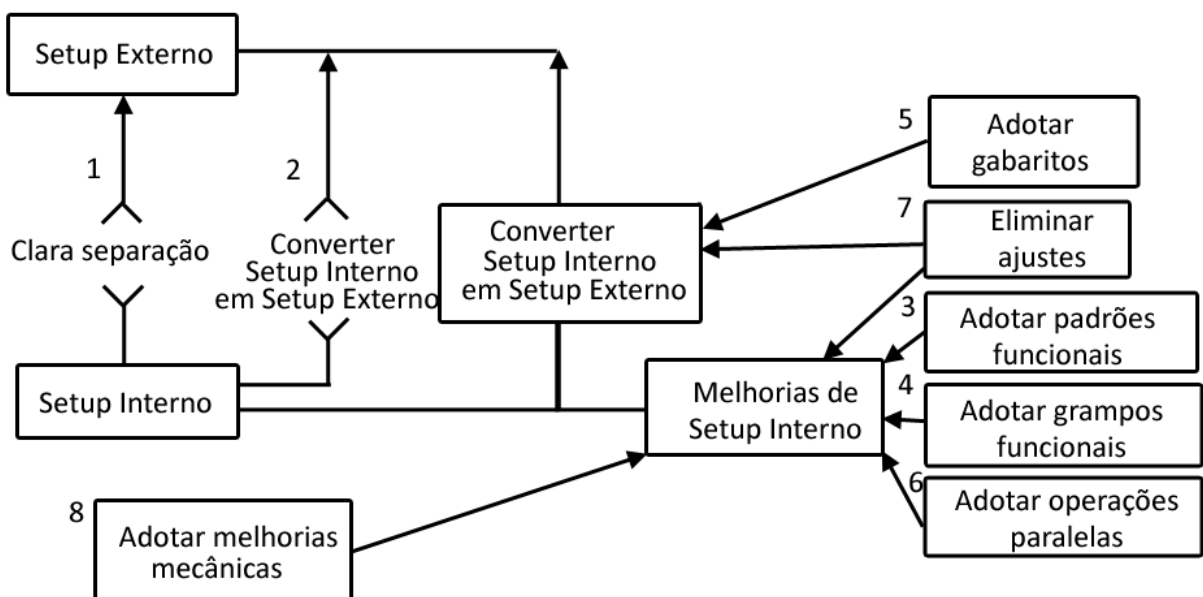 Setup Externo
1
2
Clara separação
Converter
Setup Interno
em Setup Externo
Setup Interno
Converter
Setup Interno
em Setup Externo
Melhorias de
Setup Interno
5
Adotar
gabaritos
7
Eliminar
ajustes
3
Adotar padrões
funcionais
4
Adotar grampos
funcionais
6
Adotar operações
paralelas
8
Adotar melhorias
mecânicas